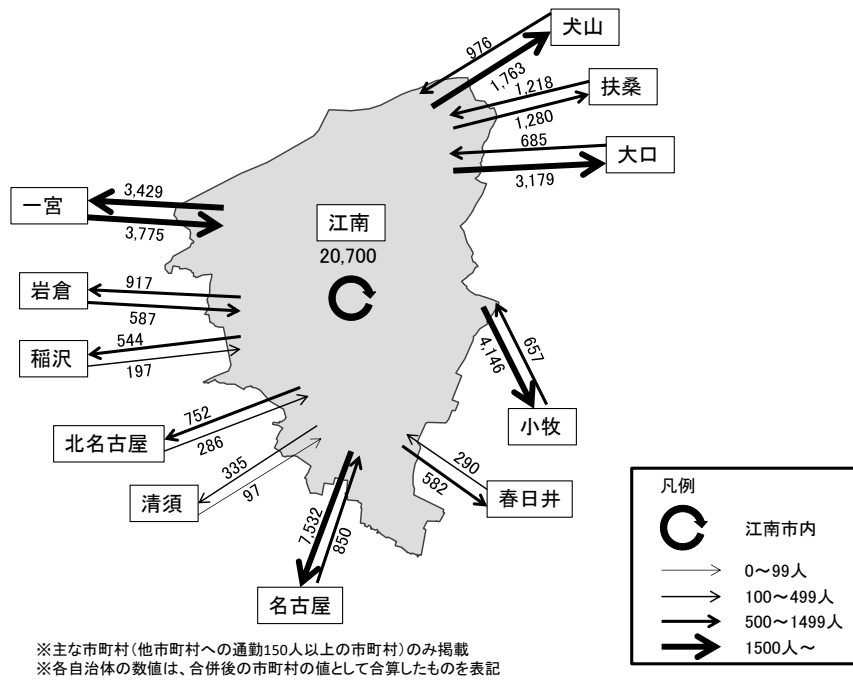 犬山
976
1,763
扶桑
1,218
1,280
大口
685
3,179
一宮
3,429
3,775
江南
20,700
岩倉
917
587
稲沢
544
197
657
4,146
小牧
北名古屋
752
286
清須
335
97
290
582
春日井
7,532
850
名古屋
凡例
江南市内
0～99人
100～499人
500～1499人
1500人～
※主な市町村（他市町村への通勤150人以上の市町村）のみ掲載
※各自治体の数値は、合併後の市町村の値として合算したものを表記